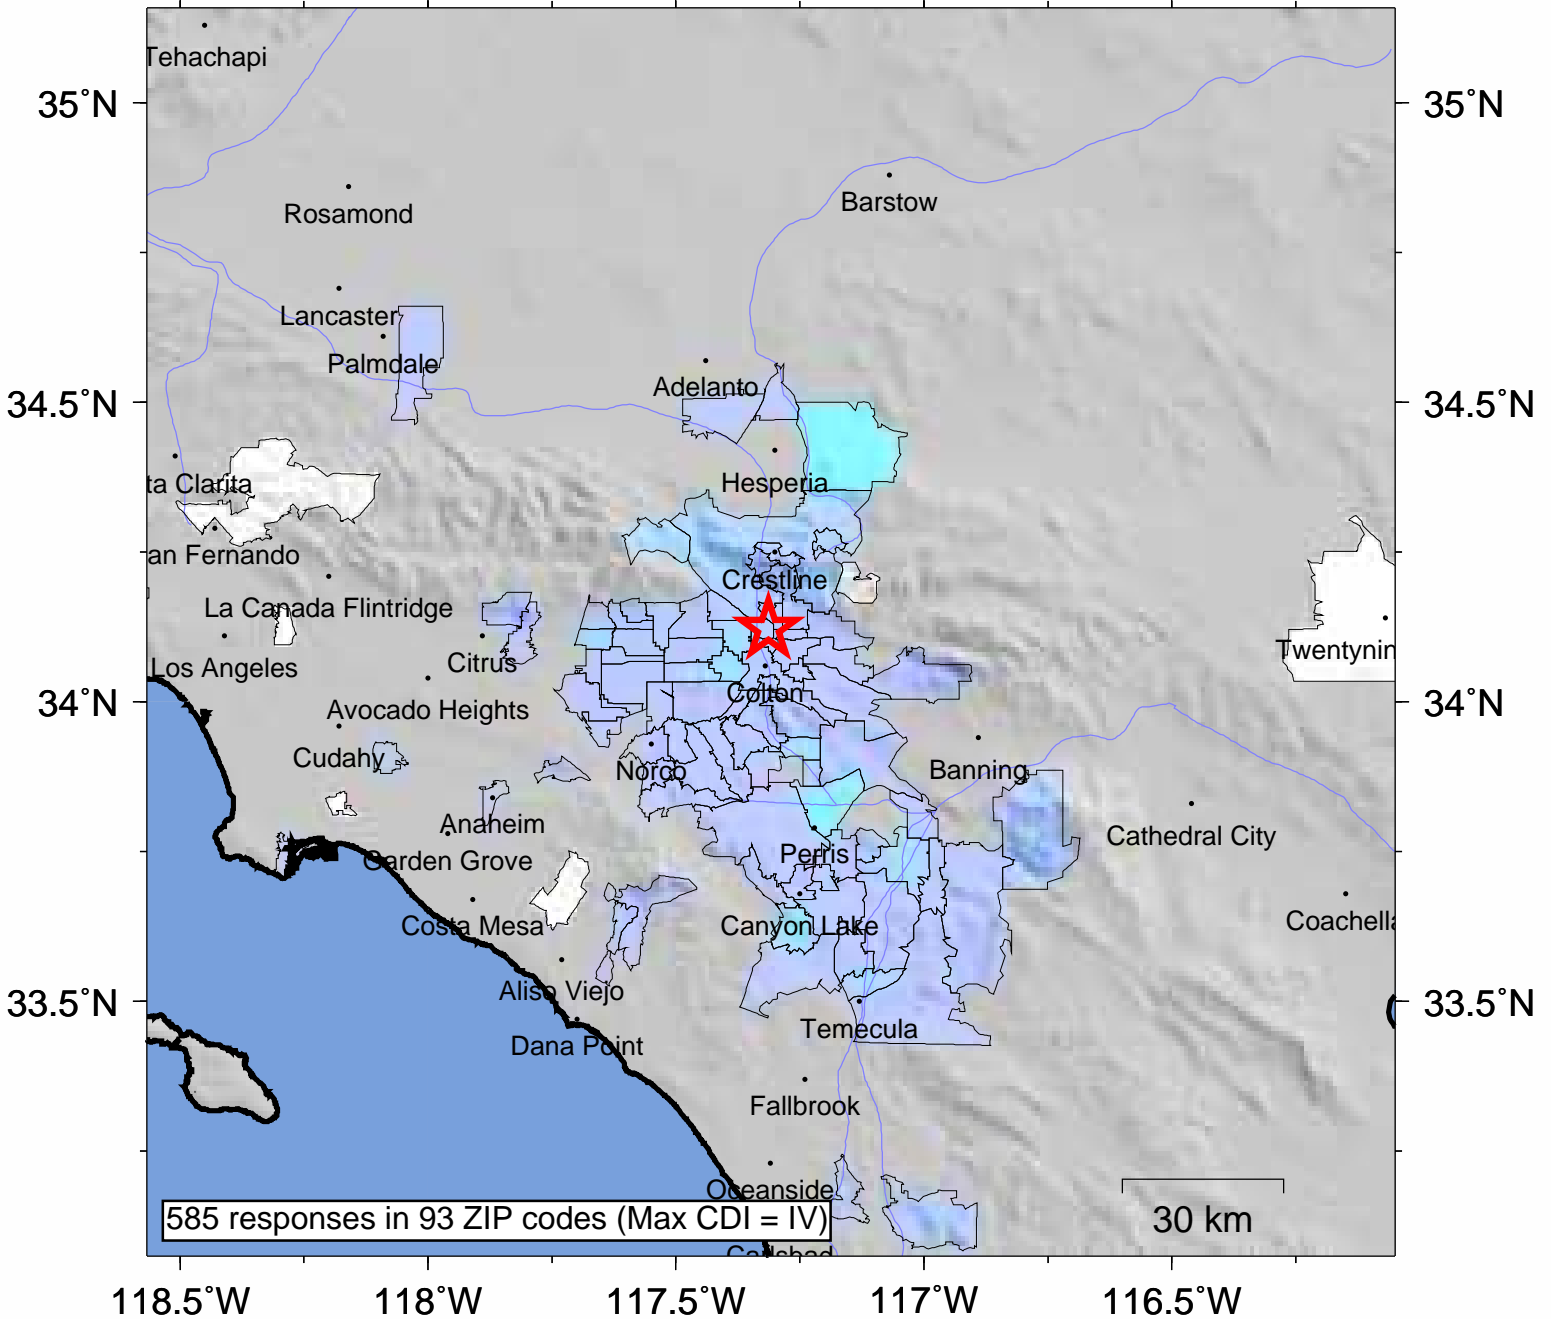 Tehachapi
35°N
35°N
Rosamond
Barstow
Lancaster
Palmdale
Adelanto
34.5°N
34.5°N
ta Clarita
Hesperia
an Fernando
Crestline
La Canada Flintridge
Los Angeles
Citrus
Twentynin
Colton
34°N
34°N
Avocado Heights
Cudahy
Norco
Banning
Anaheim
Cathedral City
Garden Grove
Perris
Costa Mesa
Canyon Lake
Coachella
Aliso Viejo
33.5°N
33.5°N
Temecula
Dana Point
Fallbrook
Oceanside
585 responses in 93 ZIP codes (Max CDI = IV)
30 km
Carlsbad
118.5°W
118°W
117.5°W
117°W
116.5°W